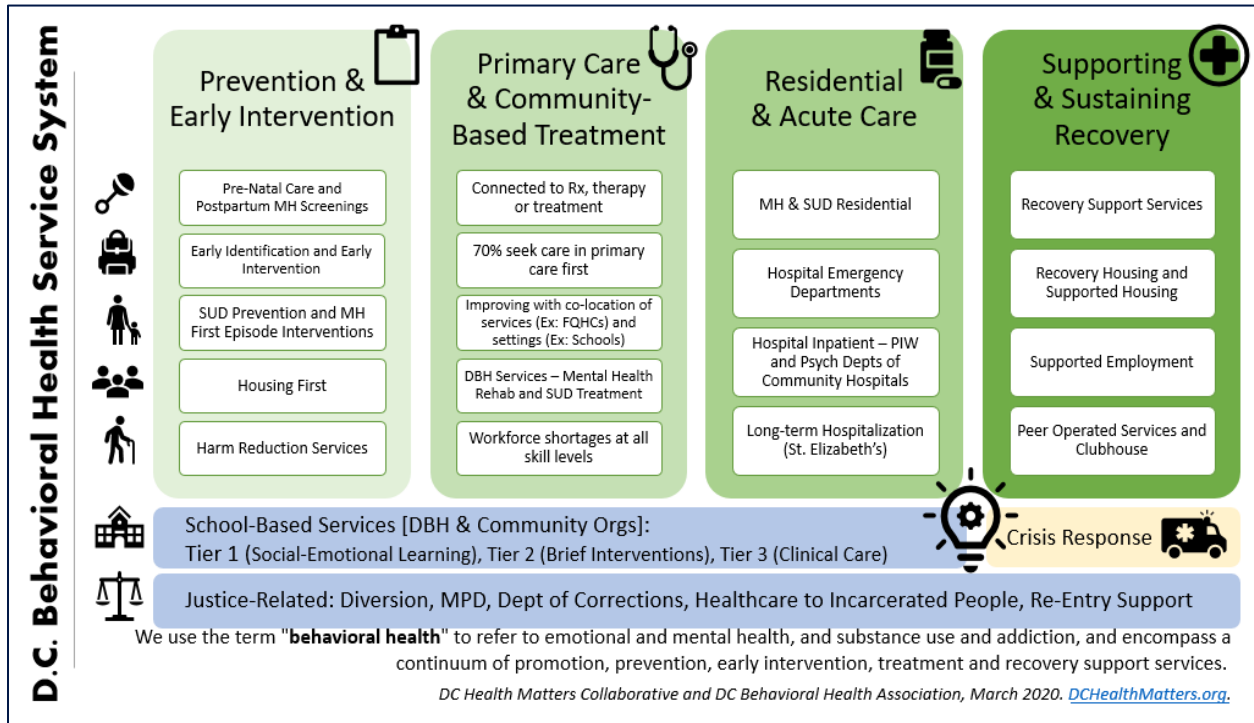 D.C. Behavioral Health Service System
Prevention &
Early Intervention
Pre-Natal Care and
Postpartum MH Screenings
Early Identification and Early
Intervention
SUD Prevention and MH
First Episode Interventions
Housing First
Harm Reduction Services
Primary Care
& Community-
Based Treatment
Connected to Rx, therapy
or treatment
70% seek care in primary
care first
Improving with co-location of
services (Ex: FQHCs) and
settings (Ex: Schools)
DBH Services – Mental Health
Rehab and SUD Treatment
Workforce shortages at all
skill levels
Residential
& Acute Care
MH & SUD Residential
Hospital Emergency
Departments
Hospital Inpatient – PIW
and Psych Depts of
Community Hospitals
Long-term Hospitalization
(St. Elizabeth's)
Supporting
& Sustaining
Recovery
Recovery Support Services
Recovery Housing and
Supported Housing
Supported Employment
Peer Operated Services and
Clubhouse
School-Based Services [DBH & Community Orgs]:
Tier 1 (Social-Emotional Learning), Tier 2 (Brief Interventions), Tier 3 (Clinical Care)
Crisis Response
Justice-Related: Diversion, MPD, Dept of Corrections, Healthcare to Incarcerated People, Re-Entry Support
We use the term "behavioral health" to refer to emotional and mental health, and substance use and addiction, and encompass a
continuum of promotion, prevention, early intervention, treatment and recovery support services.
DC Health Matters Collaborative and DC Behavioral Health Association, March 2020. DCHealthMatters.org.